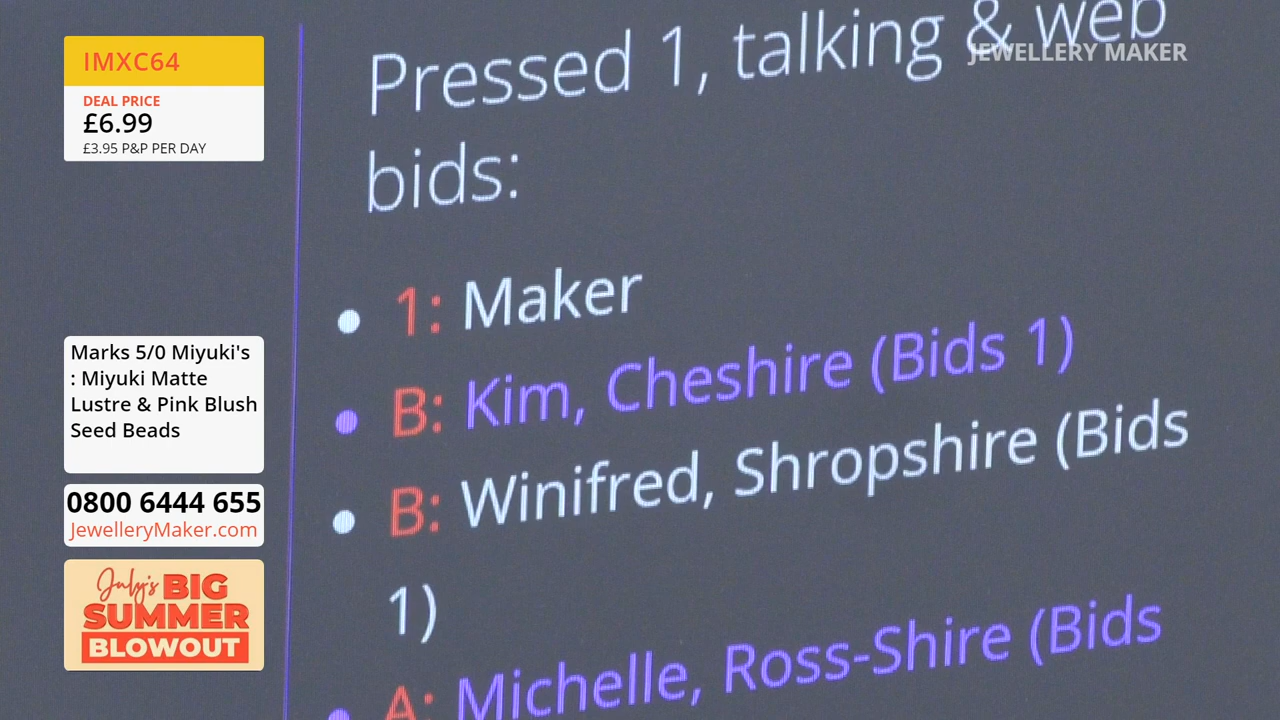 IMXC64
DEAL PRICE
£6.99
£3.95 P&P PER DAY
Marks 5/0 Miyuki's
: Miyuki Matte
Lustre & Pink Blush
Seed Beads
0800 6444 655
JewelleryMaker.com
July's BIG
SUMMER
BLOWOUT
JEWELLERY MAKER
Pressed 1, talking & web
bids:
• 1: Maker
• B: Kim, Cheshire (Bids 1)
• B: Winifred, Shropshire (Bids
1)
• A: Michelle, Ross-Shire (Bids